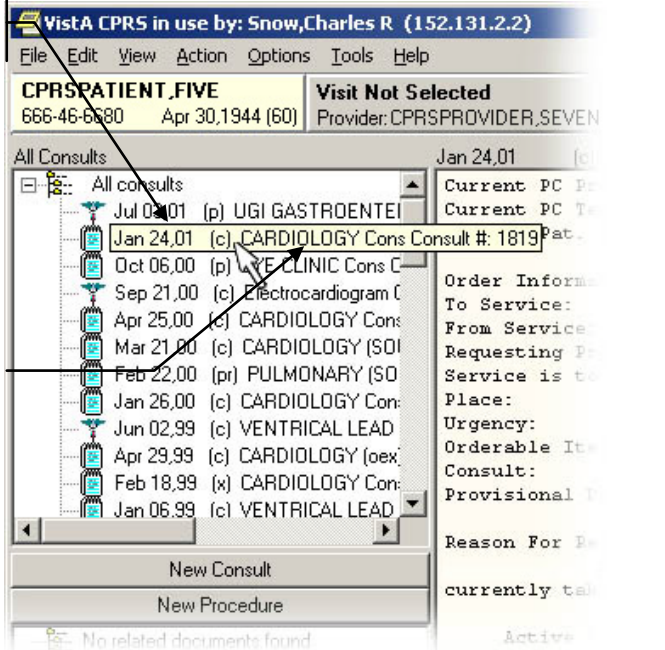 VistA CPRS in use by: Snow,Charles R (152.131.2.2)
File Edit View Action Options Tools Help
CPRSPATIENT,FIVE
666-46-6680 Apr 30,1944 (60)
Visit Not Selected
Provider: CPRSPROVIDER,SEVEN
All Consults
All consults
Jul 01 (p) UGI GASTROENTE
Jan 24,01 (c) CARDIOLOGY Cons Consult #: 1819
Oct 06,00 (p) CLINIC Cons
Sep 21,00 (c) Electrocardiogram
Apr 25,00 (c) CARDIOLOGY Cons
Mar 21,00 (c) CARDIOLOGY (SO
Feb 22,00 (pr) PULMONARY (SO
Jan 26,00 (c) CARDIOLOGY Con
Jun 02,99 (c) VENTRICAL LEAD
Apr 29,99 (c) CARDIOLOGY (oex
Feb 18,99 (x) CARDIOLOGY Con
Jan 06,99 (c) VENTRICAL LEAD
New Consult
New Procedure
No related documents found
Jan 24,01
Current PC
Current PC
Pat.
Order Inform
To Service:
From Service
Requesting
Service is to
Place:
Urgency:
Orderable Ite
Consult:
Provisional
Reason For
currently
Active